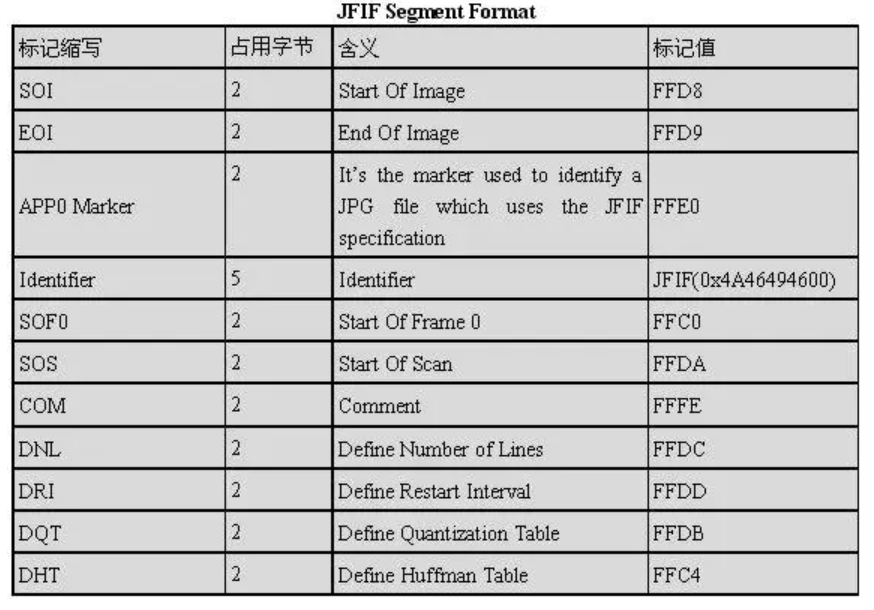 JFIF Segment Format
标记缩写 占用字节 含义 标记值
SOI 2 Start Of Image FFD8
EOI 2 End Of Image FFD9
APP0 Marker 2 It's the marker used to identify a
JPG file which uses the JFIF FFE0
specification
Identifier 5 Identifier JFIF(0x4A46494600)
SOF0 2 Start Of Frame 0 FFC0
SOS 2 Start Of Scan FFDA
COM 2 Comment FFFE
DNL 2 Define Number of Lines FFDC
DRI 2 Define Restart Interval FFDD
DQT 2 Define Quantization Table FFDB
DHT 2 Define Huffman Table FFC4